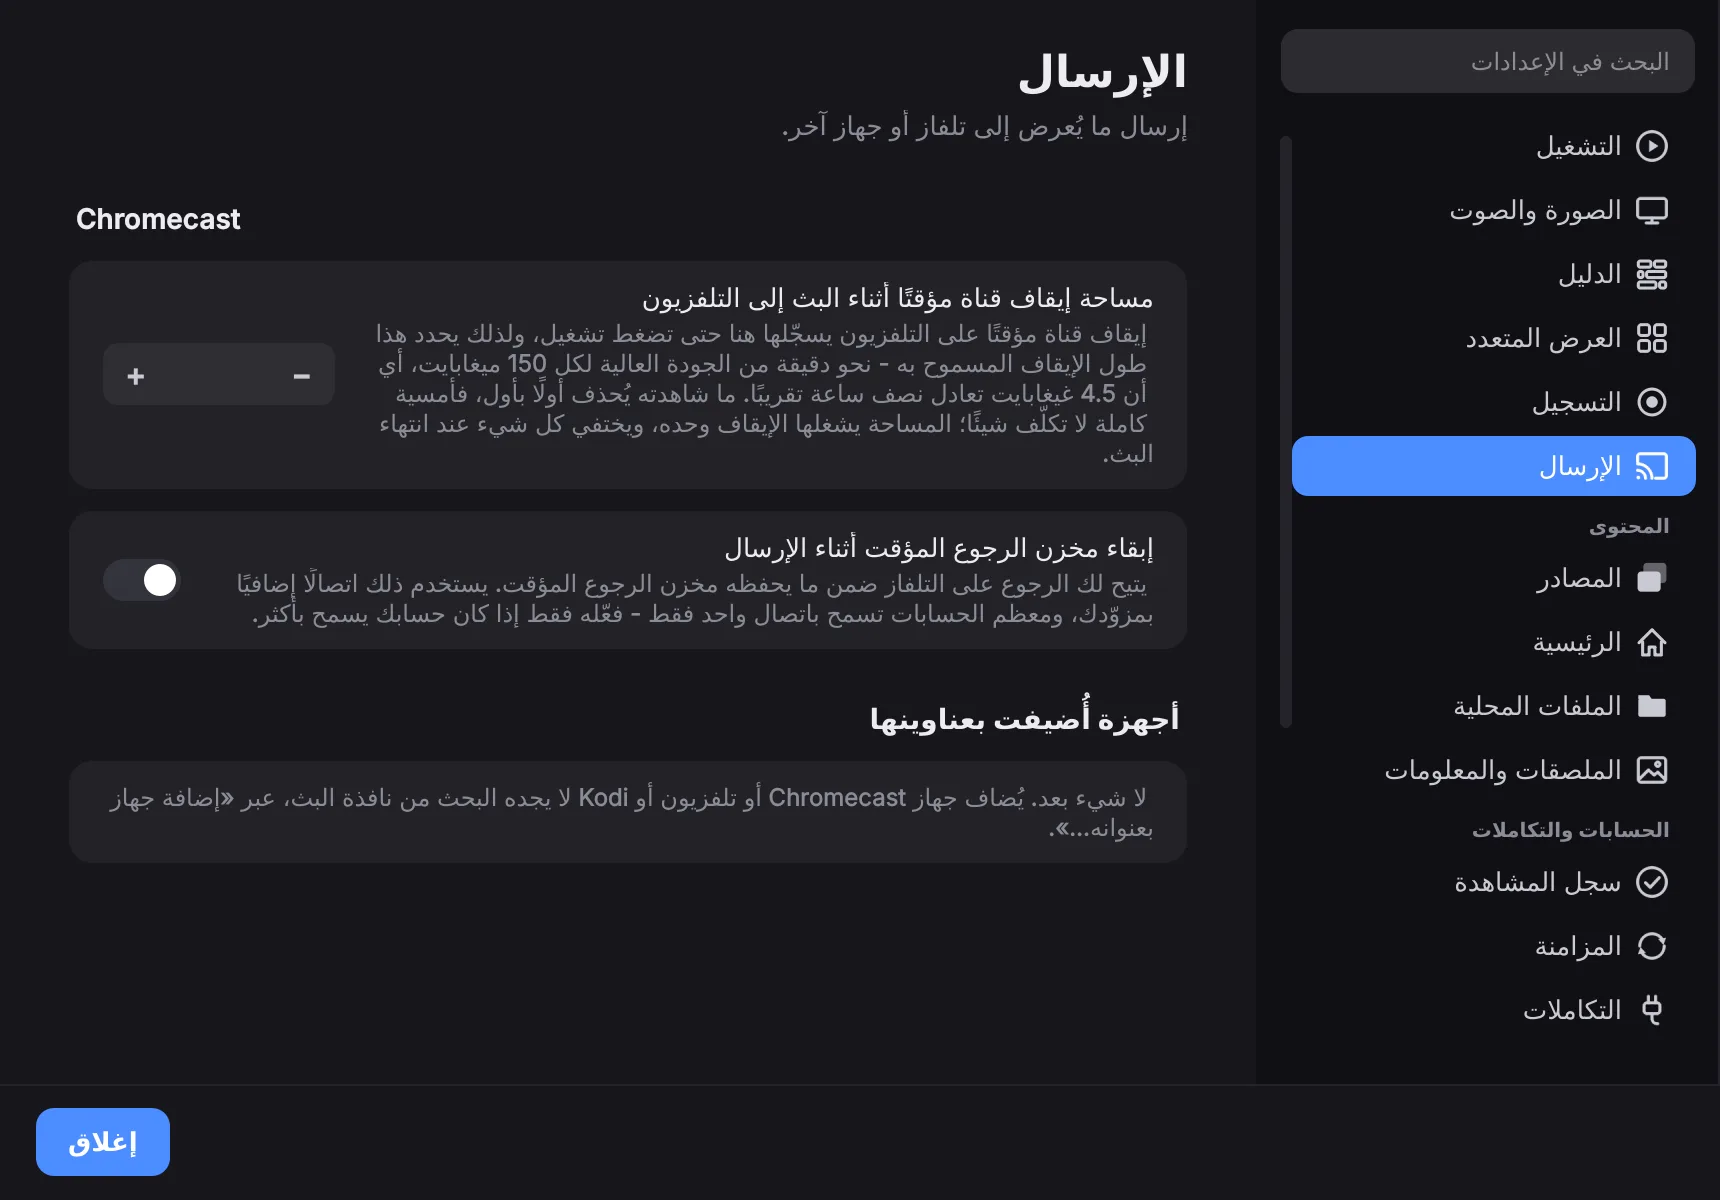 البحث في الإعدادات
التشغيل
الصورة والصوت
الدليل
العرض المتعدد
التسجيل
الإرسال
المحتوى
المصادر
الرئيسية
الملفات المحلية
الملصقات والمعلومات
الحسابات والتكاملات
سجل المشاهدة
المزامنة
التكاملات
الإرسال
إرسال ما يُعرض إلى تلفاز أو جهاز آخر.
Chromecast
مساحة إيقاف قناة مؤقتًا أثناء البث إلى التلفزيون
إيقاف قناة مؤقتًا على التلفزيون يسجّلها هنا حتى تضغط تشغيل، ولذلك يحدد هذا
طول الإيقاف المسموح به - نحو دقيقة من الجودة العالية لكل 150 ميغابايت، أي
أن 4.5 غيغابايت تعادل نصف ساعة تقريبًا. ما شاهدته يُحذف أولًا بأول، فأمسية
كاملة لا تكلّف شيئًا؛ المساحة يشغلها الإيقاف وحده، ويختفي كل شيء عند انتهاء
البث.
− +
إبقاء مخزن الرجوع المؤقت أثناء الإرسال
يتيح لك الرجوع على التلفاز ضمن ما يحفظه مخزن الرجوع المؤقت. يستخدم ذلك اتصالًا إضافيًا
بمزوّدك، ومعظم الحسابات تسمح باتصال واحد فقط - فعّله فقط إذا كان حسابك يسمح بأكثر.
أجهزة أُضيفت بعناوينها
لا شيء بعد. يُضاف جهاز Chromecast أو تلفزيون أو Kodi لا يجده البحث من نافذة البث، عبر «إضافة جهاز
بعنوانه...».
إغلاق